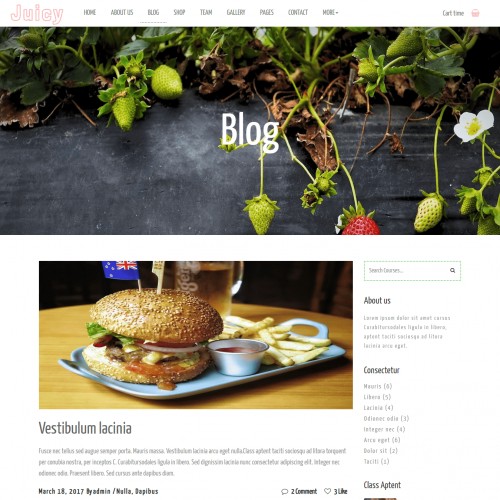 Juicy
HOME ABOUT US BLOG SHOP TEAM GALLERY PAGES CONTACT MORE
Cart time
Blog
Search Courses...
About us
Lorem ipsum dolor sit amet cursus
Curabitursodales ligula in libero,
aptent taciti sociosqu ad litora
lacinia arcu eget.
Consectetur
Mauris (6)
Libero (5)
Lacinia (4)
Odionec odio (3)
Integer nec (4)
Arcu eget (6)
Dolor sit (2)
Taciti (1)
Class Aptent
Vestibulum lacinia
Fusce nec tellus sed augue semper porta. Mauris massa. Vestibulum lacinia arcu eget nulla.Class aptent taciti sociosqu ad litora torquent
per conubia nostra, per inceptos C. Curabitursodales ligula in libero. Sed dignissim lacinia nunc consectetur adipiscing elit. Integer nec
odionec odio. Praesent libero. Sed cursus ante dapibus diam.
March 18, 2017 Byadmin /Nulla, Dapibus
2 Comment 3 Like